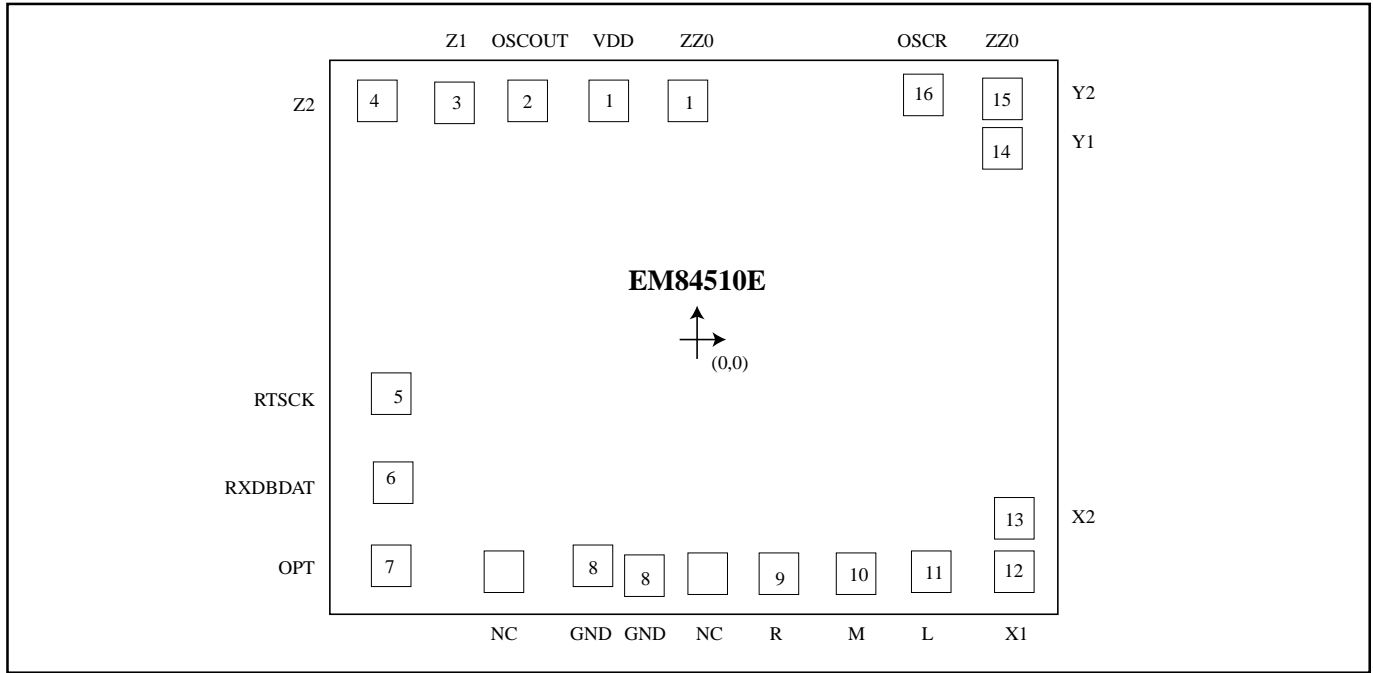 Z1 OSCOUT VDD ZZ0 OSCR ZZ0
Z2 4 3 2 1 1 16 15 Y2
14 Y1
EM84510E
(0,0)
RTSCK 5
RXDBDAT 6
13 X2
OPT 7 8 8 9 10 11 12
NC GND GND NC R M L X1